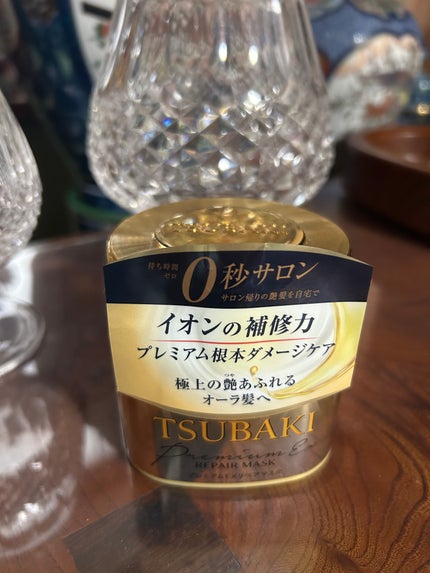 待ち時間
ゼロ
0秒サロン
サロン帰りの艶髪を自宅で
イオンの補修力
プレミアム根本ダメージケア
つや
極上の艶あふれる
オーラ髪へ
TSUBAKI
Premium Ex
REPAIR MASK